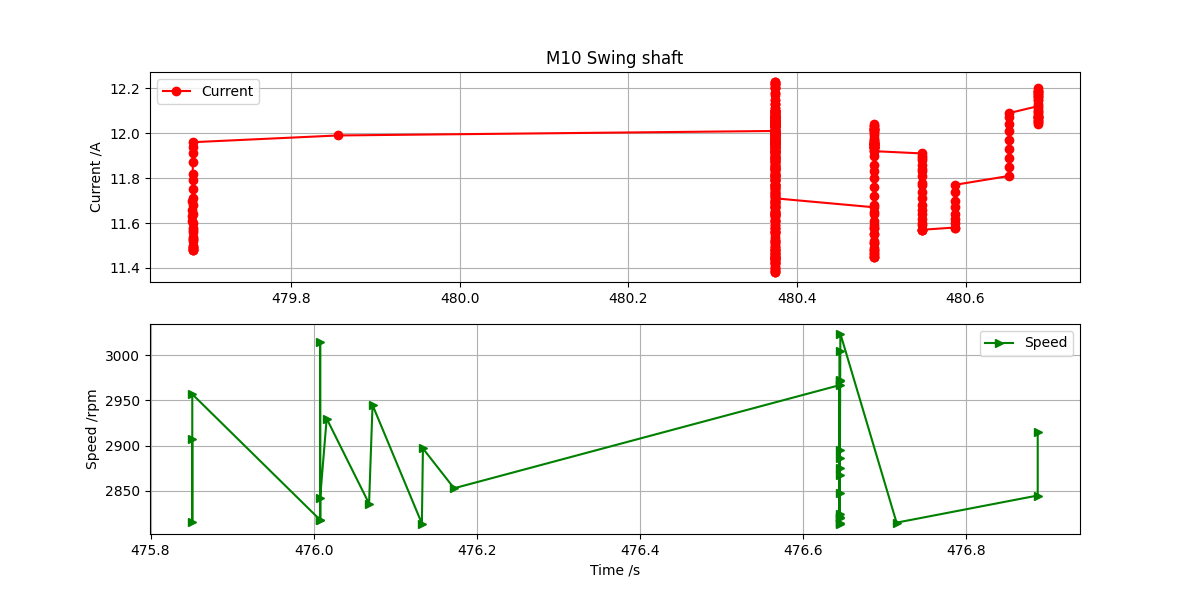 M10 Swing shaft
Current /A
12.2
12.0
11.8
11.6
11.4
Current
479.8 480.0 480.2 480.4 480.6
Speed /rpm
3000
2950
2900
2850
Speed
475.8 476.0 476.2 476.4 476.6 476.8
Time /s